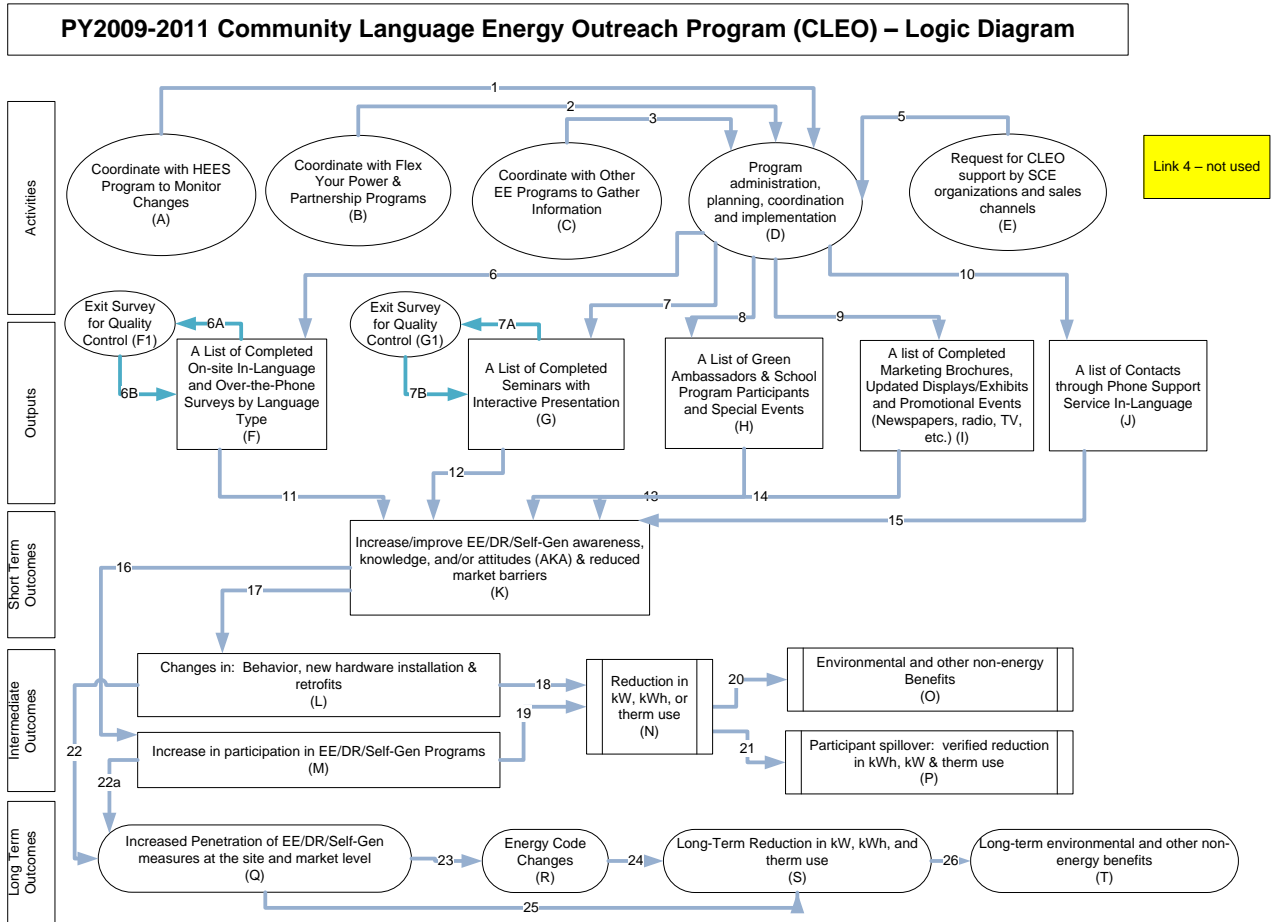 PY2009-2011 Community Language Energy Outreach Program (CLEO) – Logic Diagram
Activities
1
2
3
5
Coordinate with HEES
Program to Monitor
Changes
(A)
Coordinate with Flex
Your Power &
Partnership Programs
(B)
Coordinate with Other
EE Programs to Gather
Information
(C)
Program
administration,
planning, coordination
and implementation
(D)
Request for CLEO
support by SCE
organizations and sales
channels
(E)
Link 4 – not used
6
7
8
9
10
Outputs
Exit Survey
for Quality
Control (F1)
6A
6B
A List of Completed
On-site In-Language
and Over-the-Phone
Surveys by Language
Type
(F)
Exit Survey
for Quality
Control (G1)
7A
7B
A List of Completed
Seminars with
Interactive Presentation
(G)
A List of Green
Ambassadors & School
Program Participants
and Special Events
(H)
A list of Completed
Marketing Brochures,
Updated Displays/Exhibits
and Promotional Events
(Newspapers, radio, TV,
etc.) (I)
A list of Contacts
through Phone Support
Service In-Language
(J)
11
12
13
14
15
Short Term
Outcomes
Increase/improve EE/DR/Self-Gen awareness,
knowledge, and/or attitudes (AKA) & reduced
market barriers
(K)
16
17
Intermediate
Outcomes
Changes in: Behavior, new hardware installation &
retrofits
(L)
18
19
Increase in participation in EE/DR/Self-Gen Programs
(M)
Reduction in
kW, kWh, or
therm use
(N)
20
21
Environmental and other non-energy
Benefits
(O)
Participant spillover: verified reduction
in kWh, kW & therm use
(P)
22
22a
Long Term
Outcomes
Increased Penetration of EE/DR/Self-Gen
measures at the site and market level
(Q)
23
Energy Code
Changes
(R)
24
Long-Term Reduction in kW, kWh, and
therm use
(S)
26
Long-term environmental and other non-
energy benefits
(T)
25